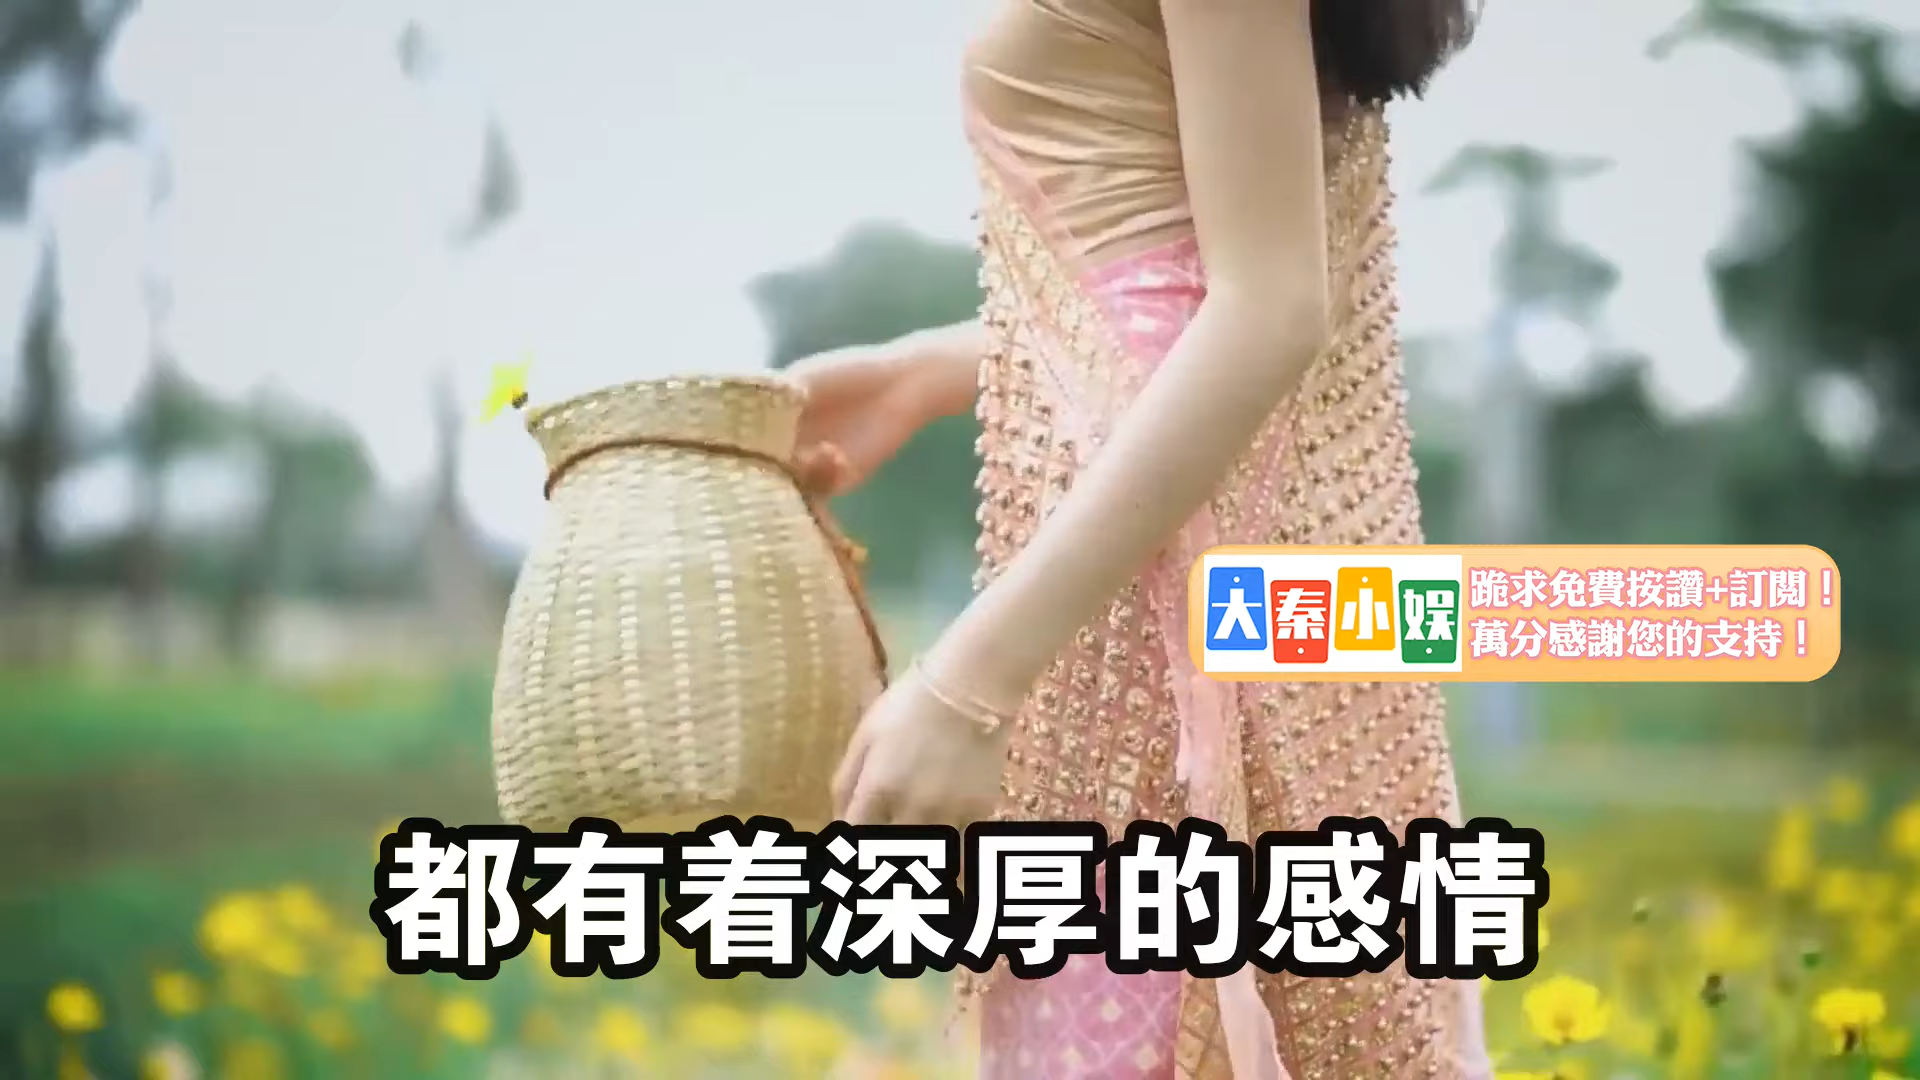 大秦小娱
跪求免費按讚+訂閱！
萬分感謝您的支持！
都有着深厚的感情